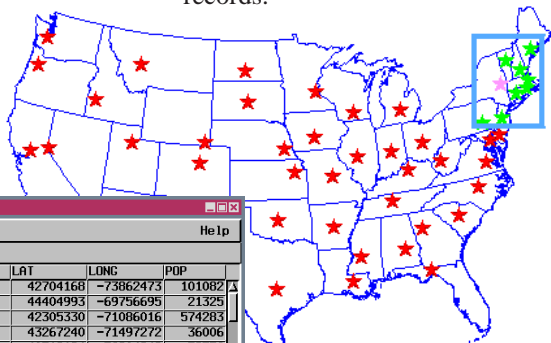 records.
Help
LAT LONG POP
42704168 -73862473 101082
44404993 -69756695 21325
42305330 -71086016 574283
43267240 -71497272 36006